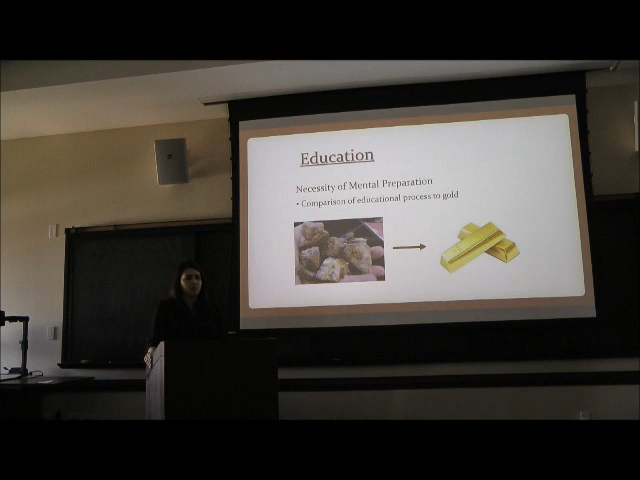 Education
Necessity of Mental Preparation
• Comparison of educational process to gold